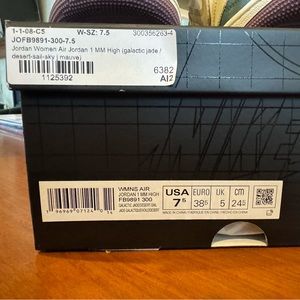 1-1-08-C5 W-SZ: 7.5 300356263-4
JOFB9891-300-7.5
Jordan Women Air Jordan 1 MM High (galactic jade /
desert-sail-sky j mauve)
1125392
6382
AI2
WMNS AIR
JORDAN 1 MM HIGH
FB9891 300
USA EURO UK cm
7.5 38.5 5 24.5